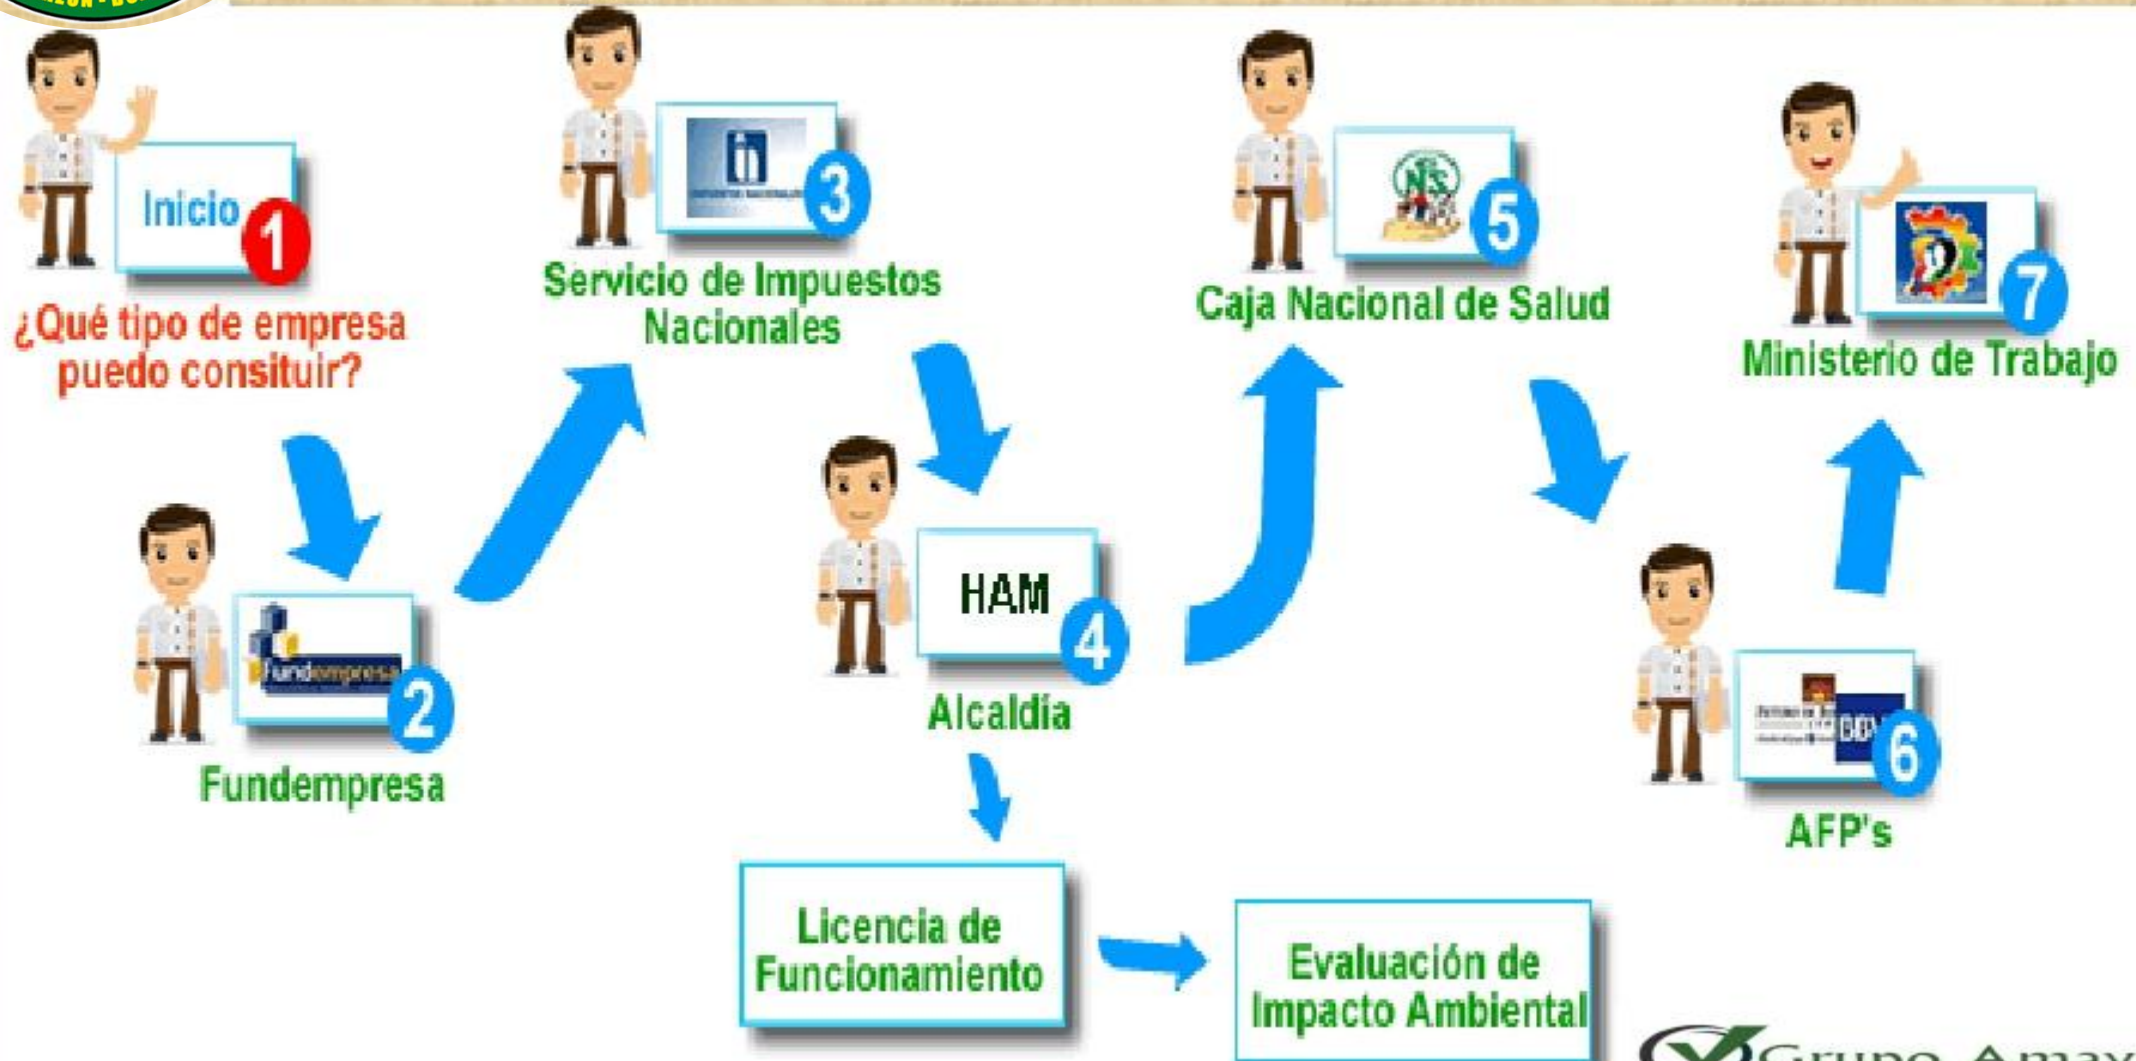 Inicio
1
¿Qué tipo de empresa
puedo consituir?
Fundempresa
2
Fundempresa
3
Servicio de Impuestos
Nacionales
HAM
4
Alcaldía
Licencia de
Funcionamiento
Evaluación de
Impacto Ambiental
5
Caja Nacional de Salud
6
AFP's
7
Ministerio de Trabajo